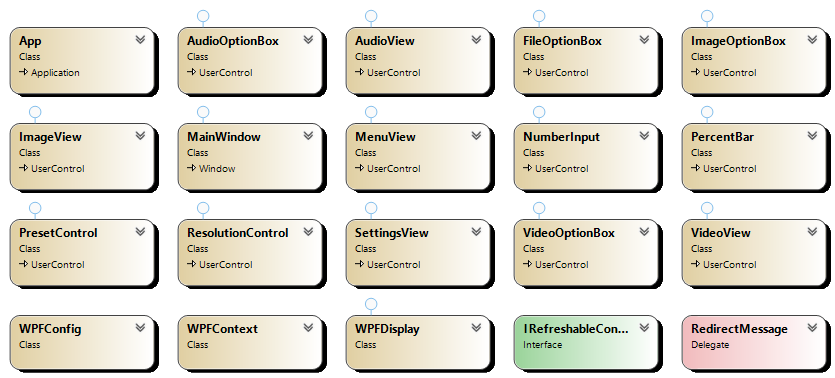 App
Class
Application
AudioOptionBox
Class
UserControl
AudioView
Class
UserControl
FileOptionBox
Class
UserControl
ImageOptionBox
Class
UserControl
ImageView
Class
UserControl
MainWindow
Class
Window
MenuView
Class
UserControl
NumberInput
Class
UserControl
PercentBar
Class
UserControl
PresetControl
Class
UserControl
ResolutionControl
Class
UserControl
SettingsView
Class
UserControl
VideoOptionBox
Class
UserControl
VideoView
Class
UserControl
WPFConfig
Class
WPFContext
Class
WPFDisplay
Class
IRefreshableCon...
Interface
RedirectMessage
Delegate